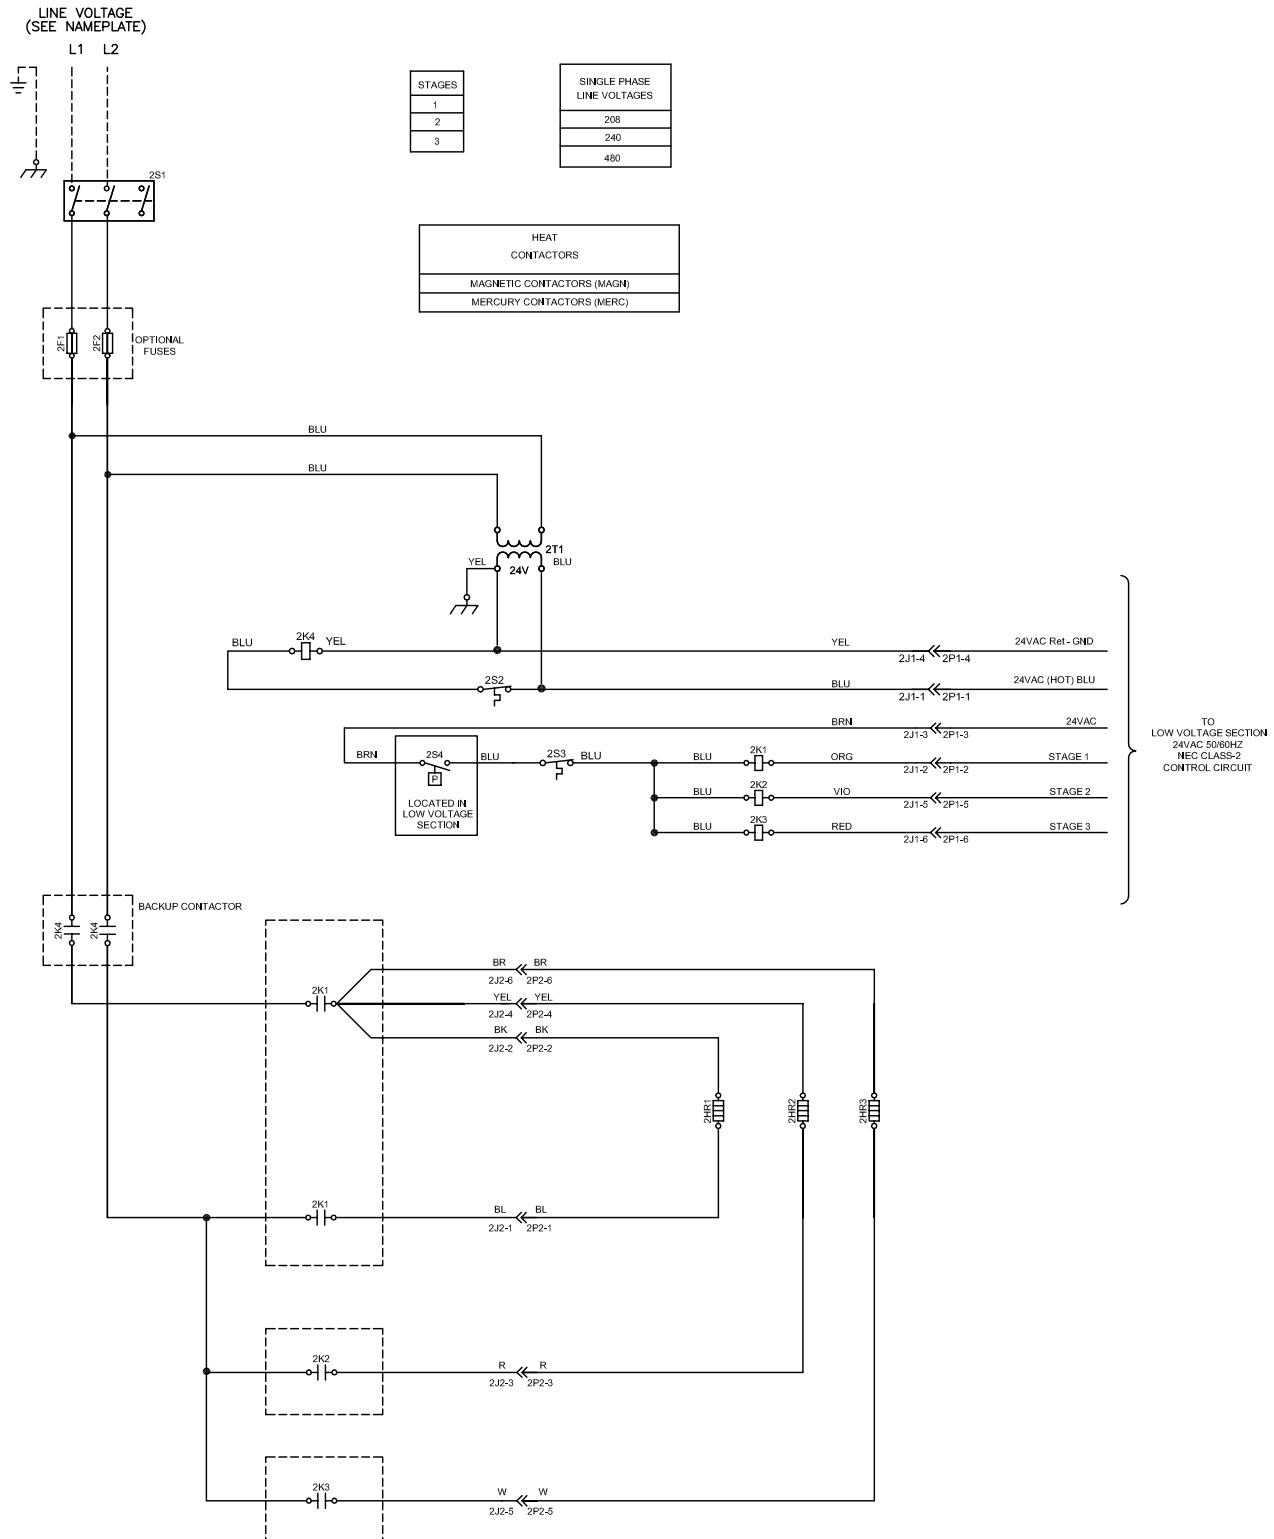 LINE VOLTAGE
(SEE NAMEPLATE)
L1 L2
STAGES
1
2
3
SINGLE PHASE
LINE VOLTAGES
208
240
480
2S1
HEAT
CONTACTORS
MAGNETIC CONTACTORS (MAGN)
MERCURY CONTACTORS (MERC)
2F1
2F2
OPTIONAL
FUSES
BLU
BLU
2T1
YEL
24V
BLU
BLU
2K4
YEL
YEL
2J1-4 2P1-4
24VAC Ret - GND
2S2
BLU
2J1-1 2P1-1
24VAC (HOT) BLU
BRN
2J1-3 2P1-3
24VAC
BRN
2S4
P
LOCATED IN
LOW VOLTAGE
SECTION
BLU
2S3
BLU
BLU
2K1
ORG
2J1-2 2P1-2
STAGE 1
BLU
2K2
VIO
2J1-5 2P1-5
STAGE 2
BLU
2K3
RED
2J1-6 2P1-6
STAGE 3
TO
LOW VOLTAGE SECTION
24VAC 50/60HZ
NEC CLASS-2
CONTROL CIRCUIT
BACKUP CONTACTOR
2K4
2K4
2K1
BR BR
2J2-6 2P2-6
YEL YEL
2J2-4 2P2-4
BK BK
2J2-2 2P2-2
2HR1
2HR2
2HR3
2K1
BL BL
2J2-1 2P2-1
2K2
R R
2J2-3 2P2-3
2K3
W W
2J2-5 2P2-5